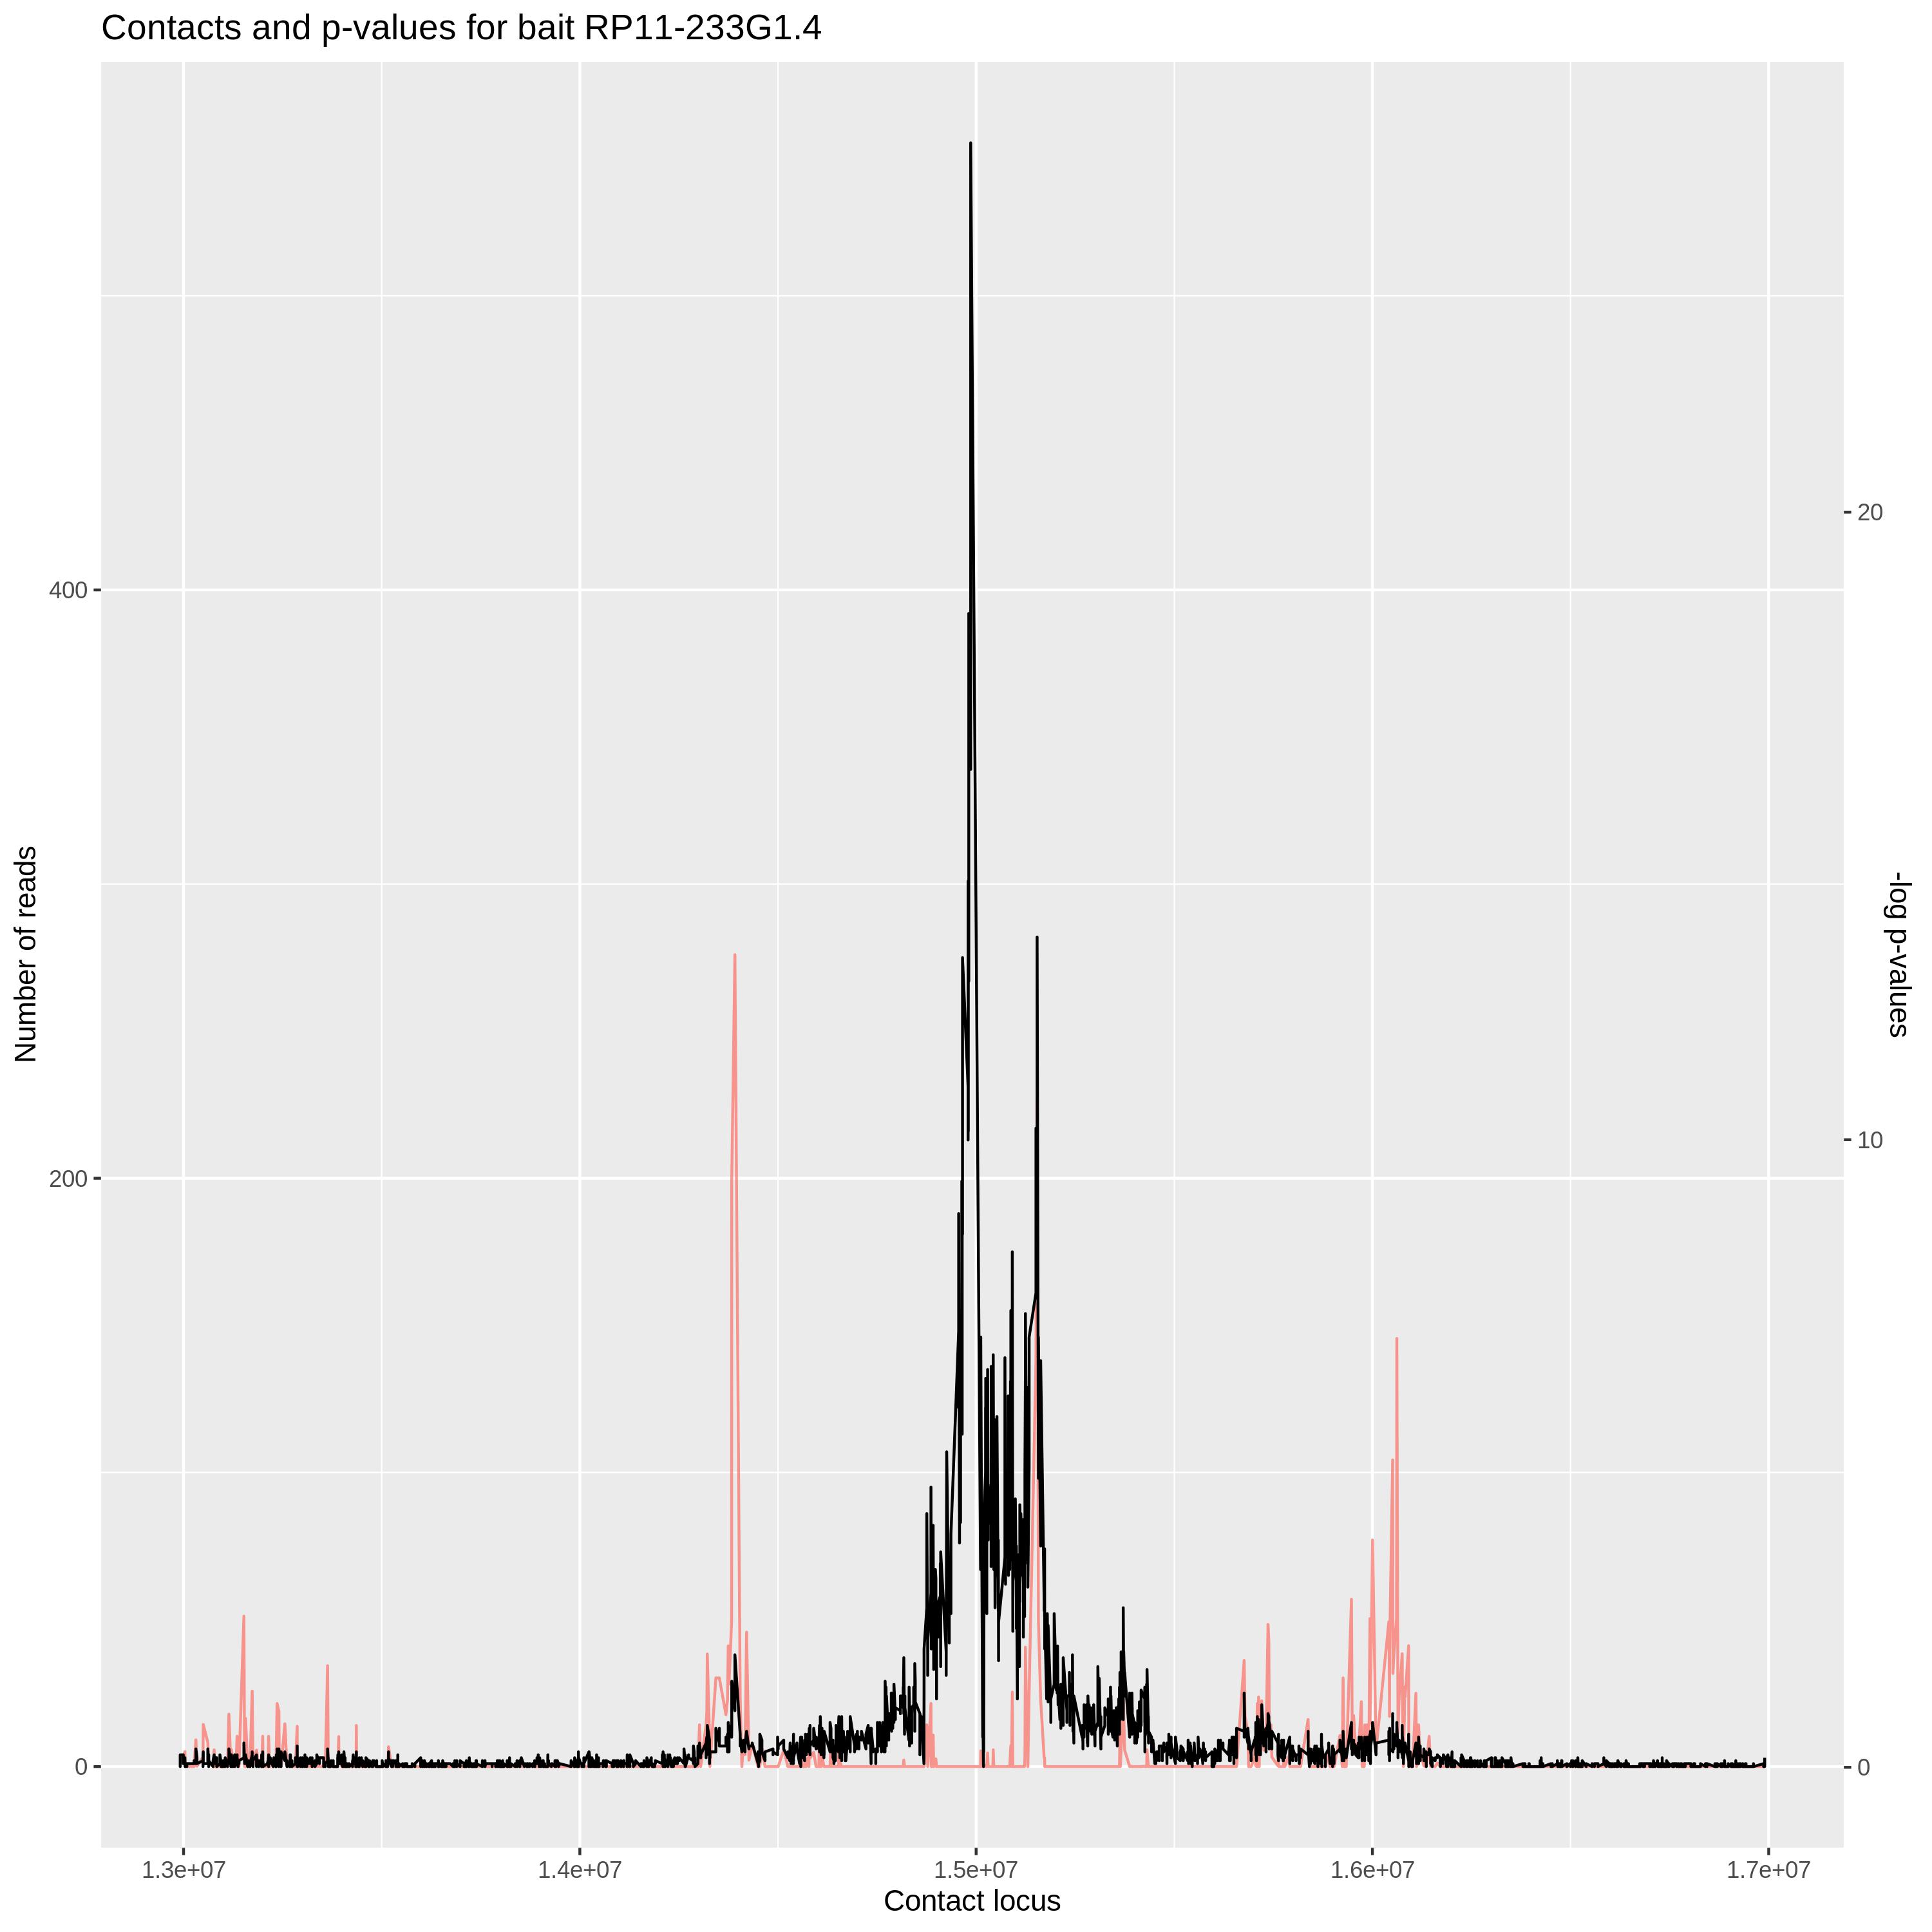 Contacts and p-values for bait RP11-233G1.4
Number of reads
400
200
0
20
10
0
-log p-values
1.3e+07 1.4e+07 1.5e+07 1.6e+07 1.7e+07
Contact locus